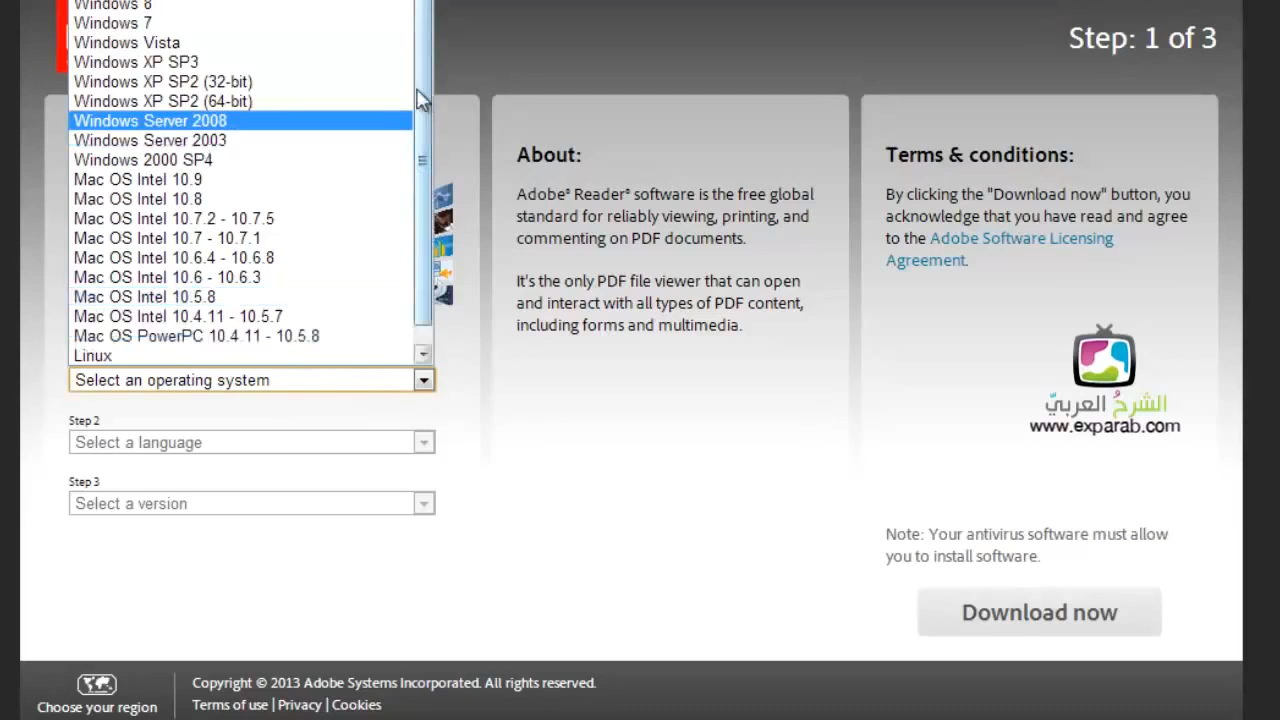 Windows 8
Windows 7
Windows Vista
Windows XP SP3
Windows XP SP2 (32-bit)
Windows XP SP2 (64-bit)
Windows Server 2008
Windows Server 2003
Windows 2000 SP4
Mac OS Intel 10.9
Mac OS Intel 10.8
Mac OS Intel 10.7.2 - 10.7.5
Mac OS Intel 10.7 - 10.7.1
Mac OS Intel 10.6.4 - 10.6.8
Mac OS Intel 10.6 - 10.6.3
Mac OS Intel 10.5.8
Mac OS Intel 10.4.11 - 10.5.7
Mac OS PowerPC 10.4.11 - 10.5.8
Linux
Select an operating system
Step 2
Select a language
Step 3
Select a version
About:
Adobe® Reader® software is the free global
standard for reliably viewing, printing, and
commenting on PDF documents.
It's the only PDF file viewer that can open
and interact with all types of PDF content,
including forms and multimedia.
Step: 1 of 3
Terms & conditions:
By clicking the "Download now" button, you
acknowledge that you have read and agree
to the Adobe Software Licensing
Agreement.
الشرحُ العربيّ
www.exparab.com
Note: Your antivirus software must allow
you to install software.
Download now
Choose your region
Copyright © 2013 Adobe Systems Incorporated. All rights reserved.
Terms of use | Privacy | Cookies